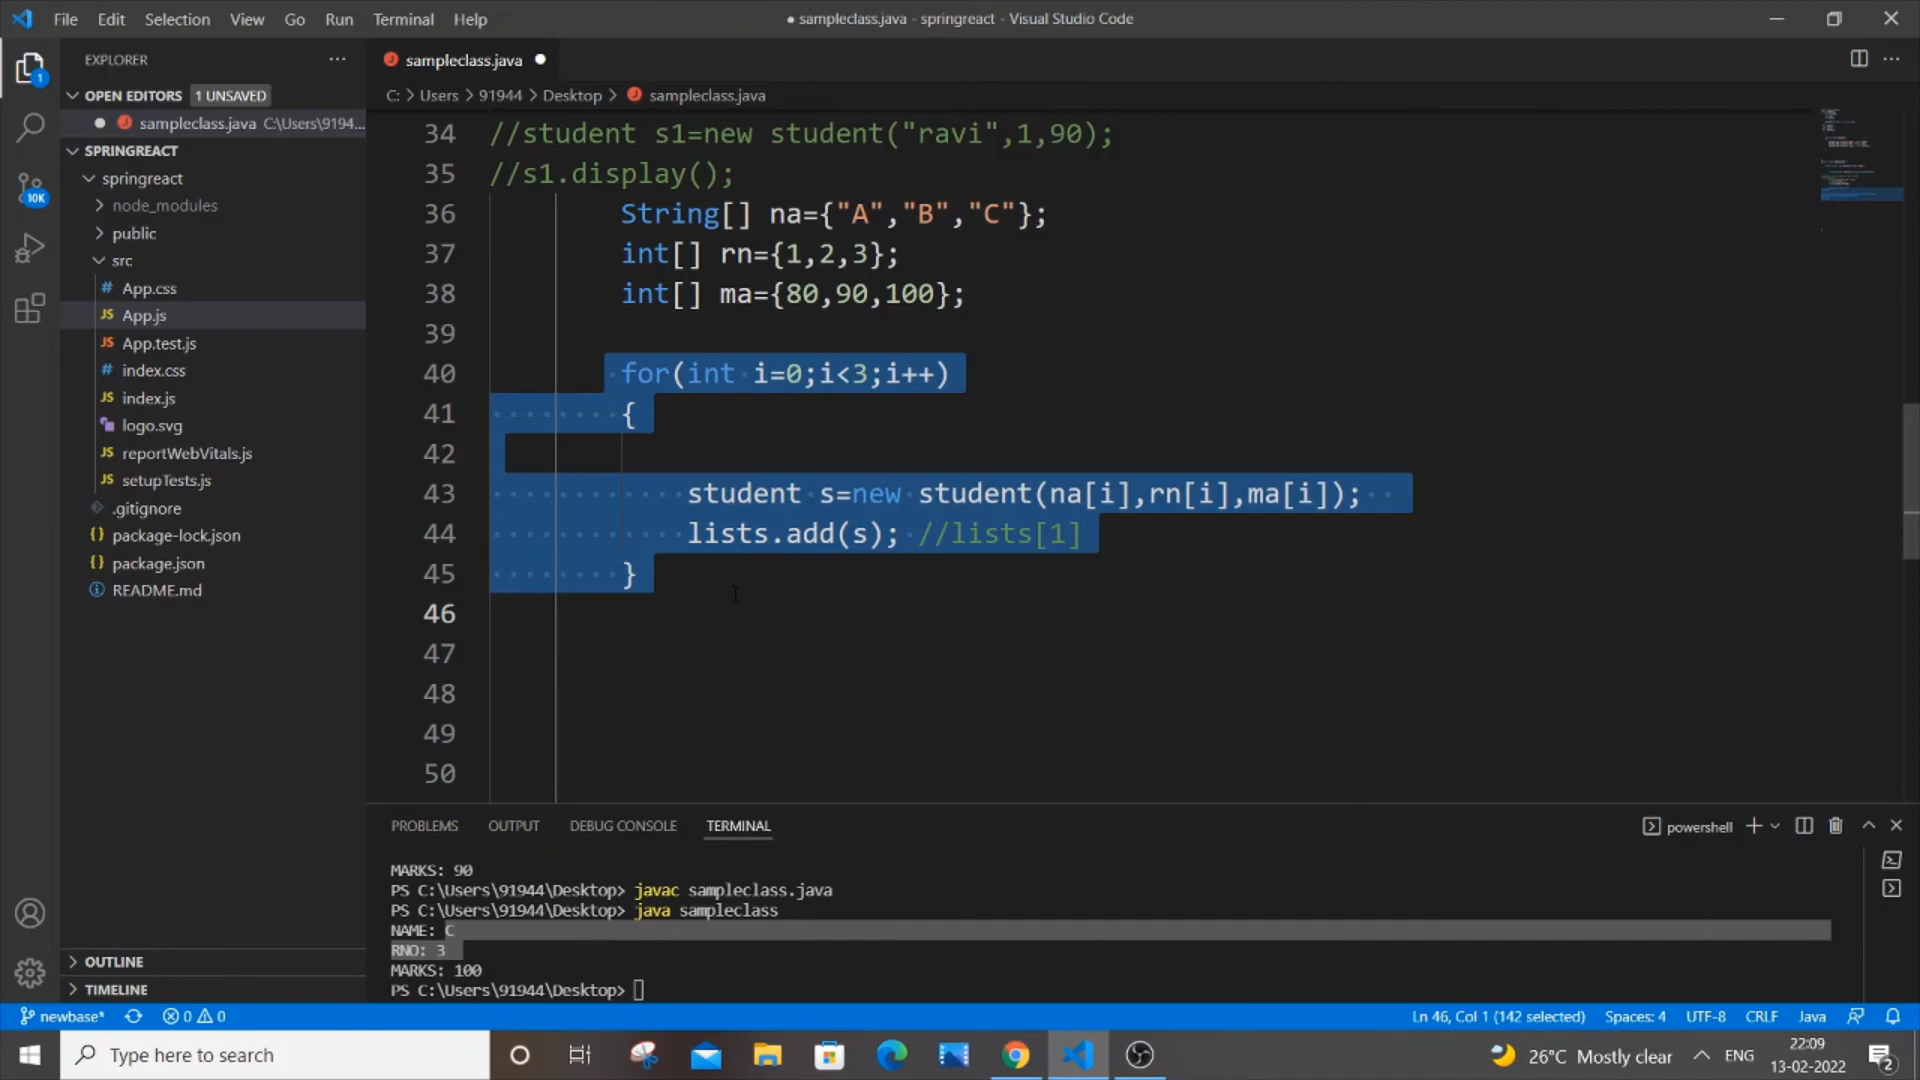 File Edit Selection View Go Run Terminal Help
● sampleclass.java - springreact - Visual Studio Code
EXPLORER
OPEN EDITORS 1 UNSAVED
sampleclass.java C:\Users\9194...
SPRINGREACT
springreact
node_modules
public
src
App.css
JS App.js
JS App.test.js
index.css
JS index.js
logo.svg
JS reportWebVitals.js
JS setupTests.js
.gitignore
package-lock.json
package.json
README.md
OUTLINE
TIMELINE
1
10K
sampleclass.java
C: > Users > 91944 > Desktop > sampleclass.java
34 //student s1=new student("ravi",1,90);
35 //s1.display();
36 String[] na={"A","B","C"};
37 int[] rn={1,2,3};
38 int[] ma={80,90,100};
39
40 for(int i=0;i<3;i++)
41 {
42
43 student s=new student(na[i],rn[i],ma[i]);
44 lists.add(s); //lists[1]
45 }
46
47
48
49
50
PROBLEMS OUTPUT DEBUG CONSOLE TERMINAL
powershell
MARKS: 90
PS C:\Users\91944\Desktop> javac sampleclass.java
PS C:\Users\91944\Desktop> java sampleclass
NAME: C
RNO: 3
MARKS: 100
PS C:\Users\91944\Desktop>
newbase* 0 0
Ln 46, Col 1 (142 selected) Spaces: 4 UTF-8 CRLF Java
Type here to search
26°C Mostly clear
ENG
22:09
13-02-2022
2